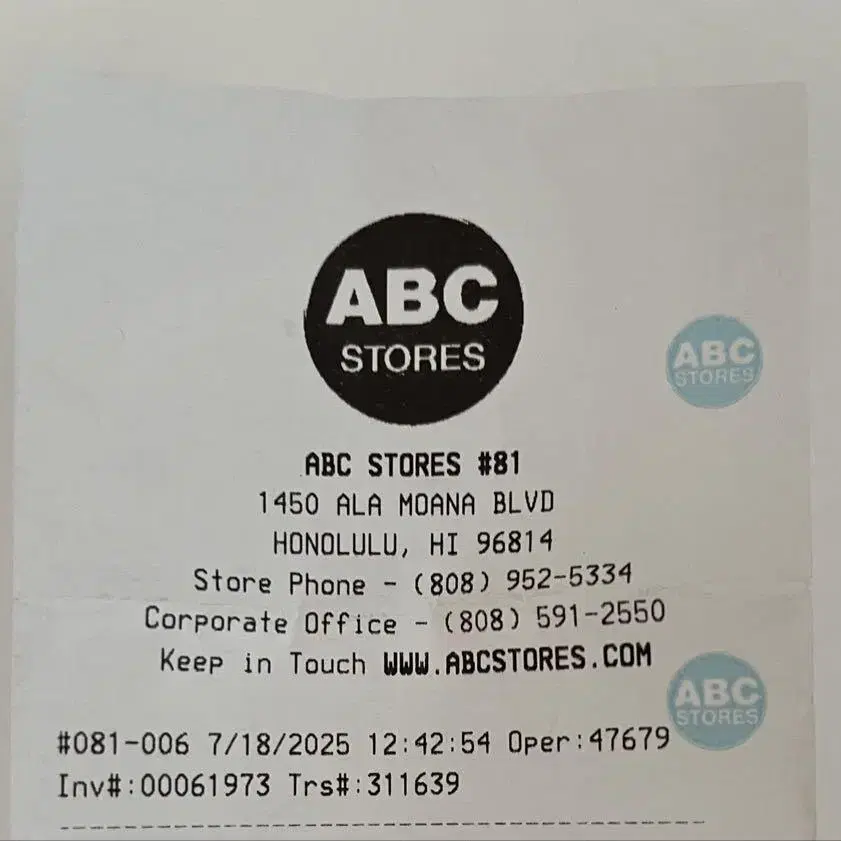 ABC
STORES
ABC
STORES
ABC STORES #81
1450 ALA MOANA BLVD
HONOLULU, HI 96814
Store Phone - (808) 952-5334
Corporate Office - (808) 591-2550
Keep in Touch WWW.ABCSTORES.COM
ABC
STORES
#081-006 7/18/2025 12:42:54 Oper:47679
Inv#:00061973 Trs#:311639